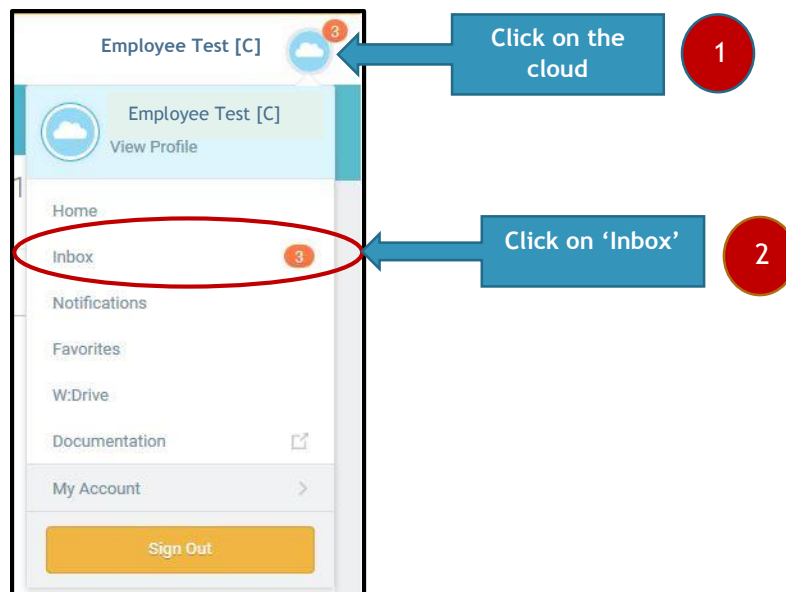 Employee Test [C]
3
Click on the
cloud
1
Employee Test [C]
View Profile
1
Home
Inbox
3
Click on ‘Inbox’
2
Notifications
Favorites
W:Drive
Documentation
My Account
Sign Out